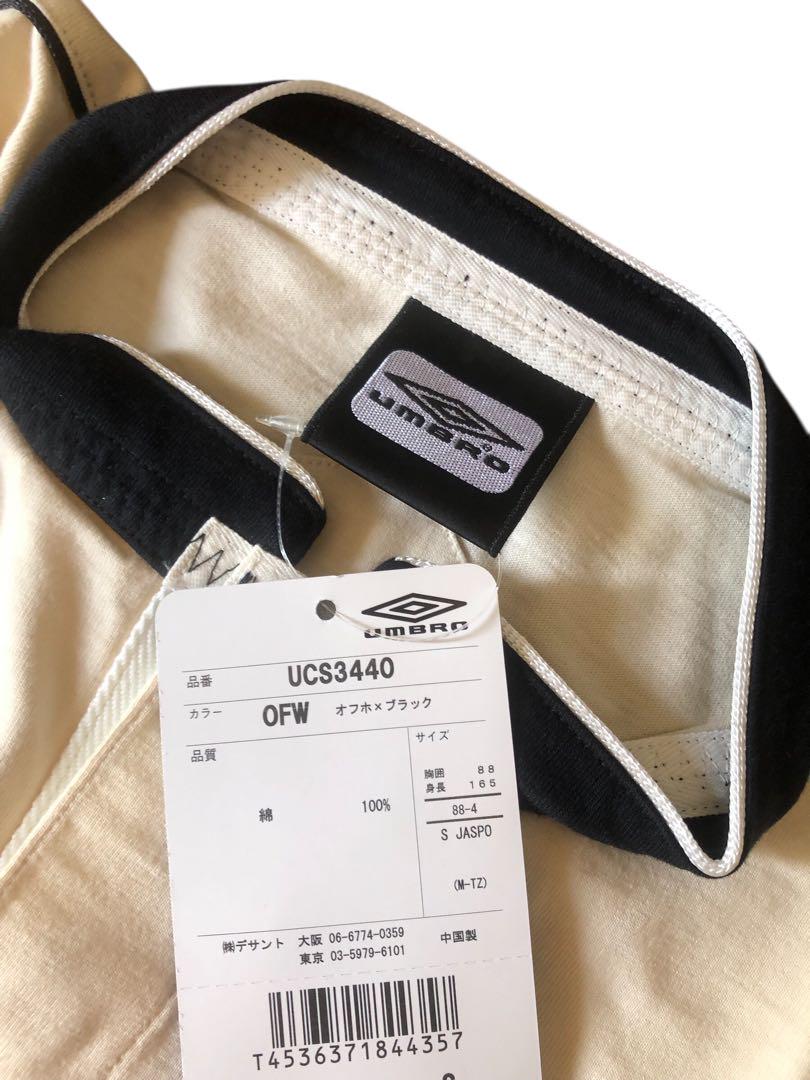 UMBRO
UMBRO
品番 UCS3440
カラー OFW オフホ×ブラック
品質
綿 100%
サイズ
胸囲 88
身長 165
88-4
S JASPO
(M-TZ)
㈱デサント 大阪 06-6774-0359
東京 03-5979-6101
中国製
T4536371844357